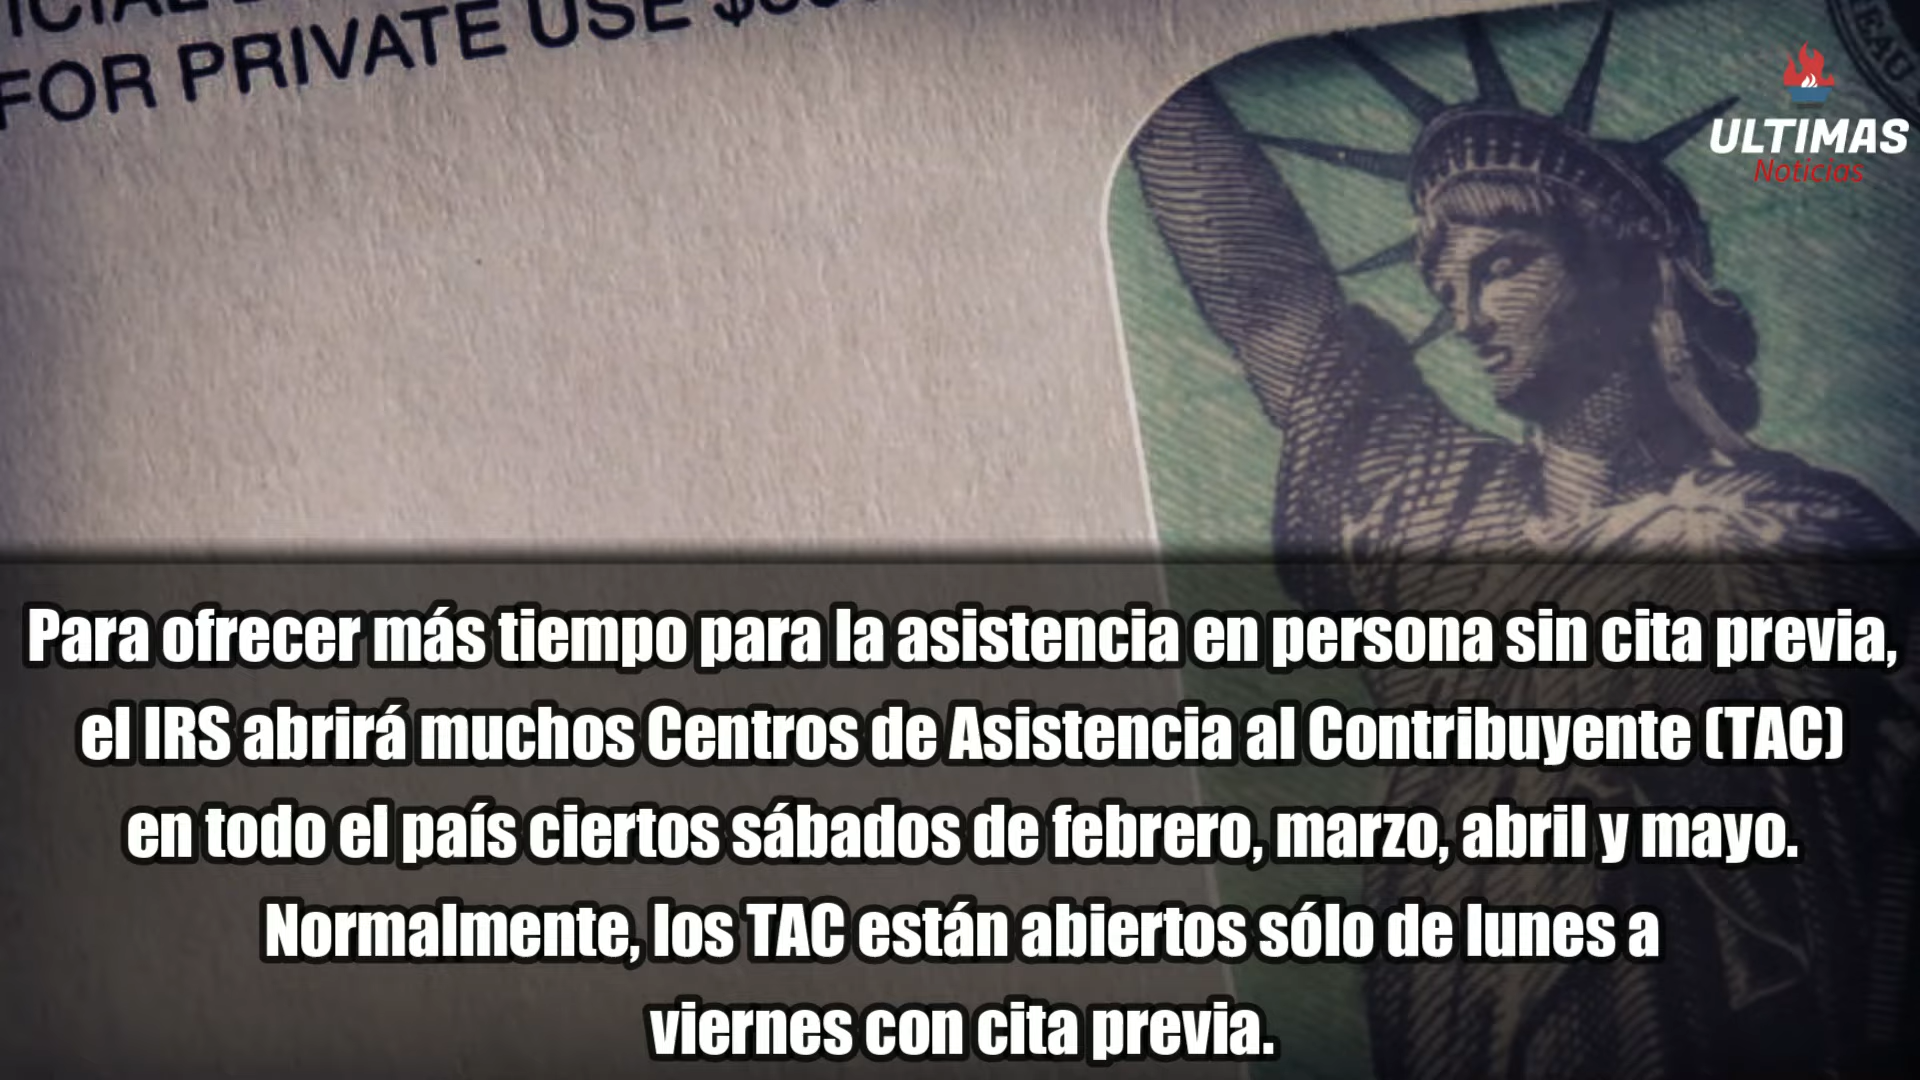 FOR PRIVATE USE
ULTIMAS
Noticias
Para ofrecer más tiempo para la asistencia en persona sin cita previa,
el IRS abrirá muchos Centros de Asistencia al Contribuyente (TAC)
en todo el país ciertos sábados de febrero, marzo, abril y mayo.
Normalmente, los TAC están abiertos sólo de lunes a
viernes con cita previa.